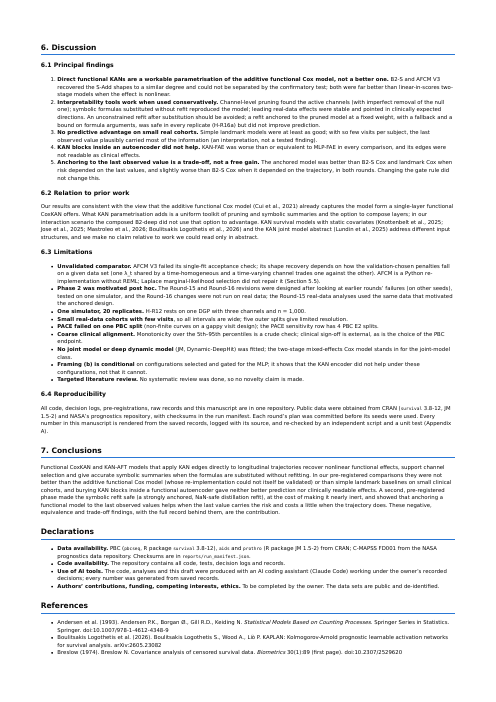 6. Discussion
6.1 Principal findings
1. Direct functional KANs are a workable parametrisation of the additive functional Cox model, not a better one. B2-S and AFCM V3
recovered the S-Add shapes to a similar degree and could not be separated by the confirmatory test; both were far better than linear-in-scores two-
stage models when the effect is nonlinear.
2. Interpretability tools work when used conservatively. Channel-level pruning found the active channels (with imperfect removal of the null
one); symbolic formulas substituted without refit reproduced the model; leading real-data effects were stable and pointed in clinically expected
directions. An unconstrained refit after substitution should be avoided; a refit anchored to the pruned model at a fixed weight, with a fallback and a
bound on formula arguments, was safe in every replicate (H-R16a) but did not improve prediction.
3. No predictive advantage on small real cohorts. Simple landmark models were at least as good; with so few visits per subject, the last
observed value plausibly carried most of the information (an interpretation, not a tested finding).
4. KAN blocks inside an autoencoder did not help. KAN-FAE was worse than or equivalent to MLP-FAE in every comparison, and its edges were
not readable as clinical effects.
5. Anchoring to the last observed value is a trade-off, not a free gain. The anchored model was better than B2-S Cox and landmark Cox when
risk depended on the last values, and slightly worse than B2-S Cox when it depended on the trajectory, in both rounds. Changing the gate rule did
not change this.
6.2 Relation to prior work
Our results are consistent with the view that the additive functional Cox model (Cui et al., 2021) already captures the model form a single-layer functional
CoxKAN offers. What KAN parametrisation adds is a uniform toolkit of pruning and symbolic summaries and the option to compose layers; in our
interaction scenario the composed B2-deep did not use that option to advantage. KAN survival models with static covariates (Knottenbelt et al., 2025;
Jose et al., 2025; Mastroleo et al., 2026; Boulitsakis Logothetis et al., 2026) and the KAN joint model abstract (Lundin et al., 2025) address different input
structures, and we make no claim relative to work we could read only in abstract.
6.3 Limitations
• Unvalidated comparator. AFCM V3 failed its single-fit acceptance check; its shape recovery depends on how the validation-chosen penalties fall
on a given data set (one λ_t shared by a time-homogeneous and a time-varying channel trades one against the other). AFCM is a Python re-
implementation without REML; Laplace marginal-likelihood selection did not repair it (Section 5.5).
• Phase 2 was motivated post hoc. The Round-15 and Round-16 revisions were designed after looking at earlier rounds' failures (on other seeds),
tested on one simulator, and the Round-16 changes were not run on real data; the Round-15 real-data analyses used the same data that motivated
the anchored design.
• One simulator, 20 replicates. H-R12 rests on one DGP with three channels and n = 1,000.
• Small real-data cohorts with few visits, so all intervals are wide; five outer splits give limited resolution.
• PACE failed on one PBC split (non-finite curves on a gappy visit design); the PACE sensitivity row has 4 PBC E2 splits.
• Coarse clinical alignment. Monotonicity over the 5th–95th percentiles is a crude check; clinical sign-off is external, as is the choice of the PBC
endpoint.
• No joint model or deep dynamic model (JM, Dynamic-DeepHit) was fitted; the two-stage mixed-effects Cox model stands in for the joint-model
class.
• Framing (b) is conditional on configurations selected and gated for the MLP; it shows that the KAN encoder did not help under these
configurations, not that it cannot.
• Targeted literature review. No systematic review was done, so no novelty claim is made.
6.4 Reproducibility
All code, decision logs, pre-registrations, raw records and this manuscript are in one repository. Public data were obtained from CRAN (survival 3.8-12, JM
1.5-2) and NASA's prognostics repository, with checksums in the run manifest. Each round's plan was committed before its seeds were used. Every
number in this manuscript is rendered from the saved records, logged with its source, and re-checked by an independent script and a unit test (Appendix
A).
7. Conclusions
Functional CoxKAN and KAN-AFT models that apply KAN edges directly to longitudinal trajectories recover nonlinear functional effects, support channel
selection and give accurate symbolic summaries when the formulas are substituted without refitting. In our pre-registered comparisons they were not
better than the additive functional Cox model (whose re-implementation could not itself be validated) or than simple landmark baselines on small clinical
cohorts, and burying KAN blocks inside a functional autoencoder gave neither better prediction nor clinically readable effects. A second, pre-registered
phase made the symbolic refit safe (a strongly anchored, NaN-safe distillation refit), at the cost of making it nearly inert, and showed that anchoring
a functional model to the last observed values helps when the last value carries the risk and costs a little when the trajectory does. These negative,
equivalence and trade-off findings, with the full record behind them, are the contribution.
Declarations
• Data availability. PBC (pbcseq, R package survival 3.8-12), aids and prothro (R package JM 1.5-2) from CRAN; C-MAPSS FD001 from the NASA
prognostics data repository. Checksums are in reports/run_manifest.json.
• Code availability. The repository contains all code, tests, decision logs and records.
• Use of AI tools. The code, analyses and this draft were produced with an AI coding assistant (Claude Code) working under the owner's recorded
decisions; every number was generated from saved records.
• Authors' contributions, funding, competing interests, ethics. To be completed by the owner. The data sets are public and de-identified.
References
• Andersen et al. (1993). Andersen P.K., Borgan Ø., Gill R.D., Keiding N. Statistical Models Based on Counting Processes. Springer Series in Statistics.
Springer. doi:10.1007/978-1-4612-4348-9
• Boulitsakis Logothetis et al. (2026). Boulitsakis Logothetis S., Wood A., Liò P. KAPLAN: Kolmogorov-Arnold prognostic learnable activation networks
for survival analysis. arXiv:2605.23082
• Breslow (1974). Breslow N. Covariance analysis of censored survival data. Biometrics 30(1):89 (first page). doi:10.2307/2529620